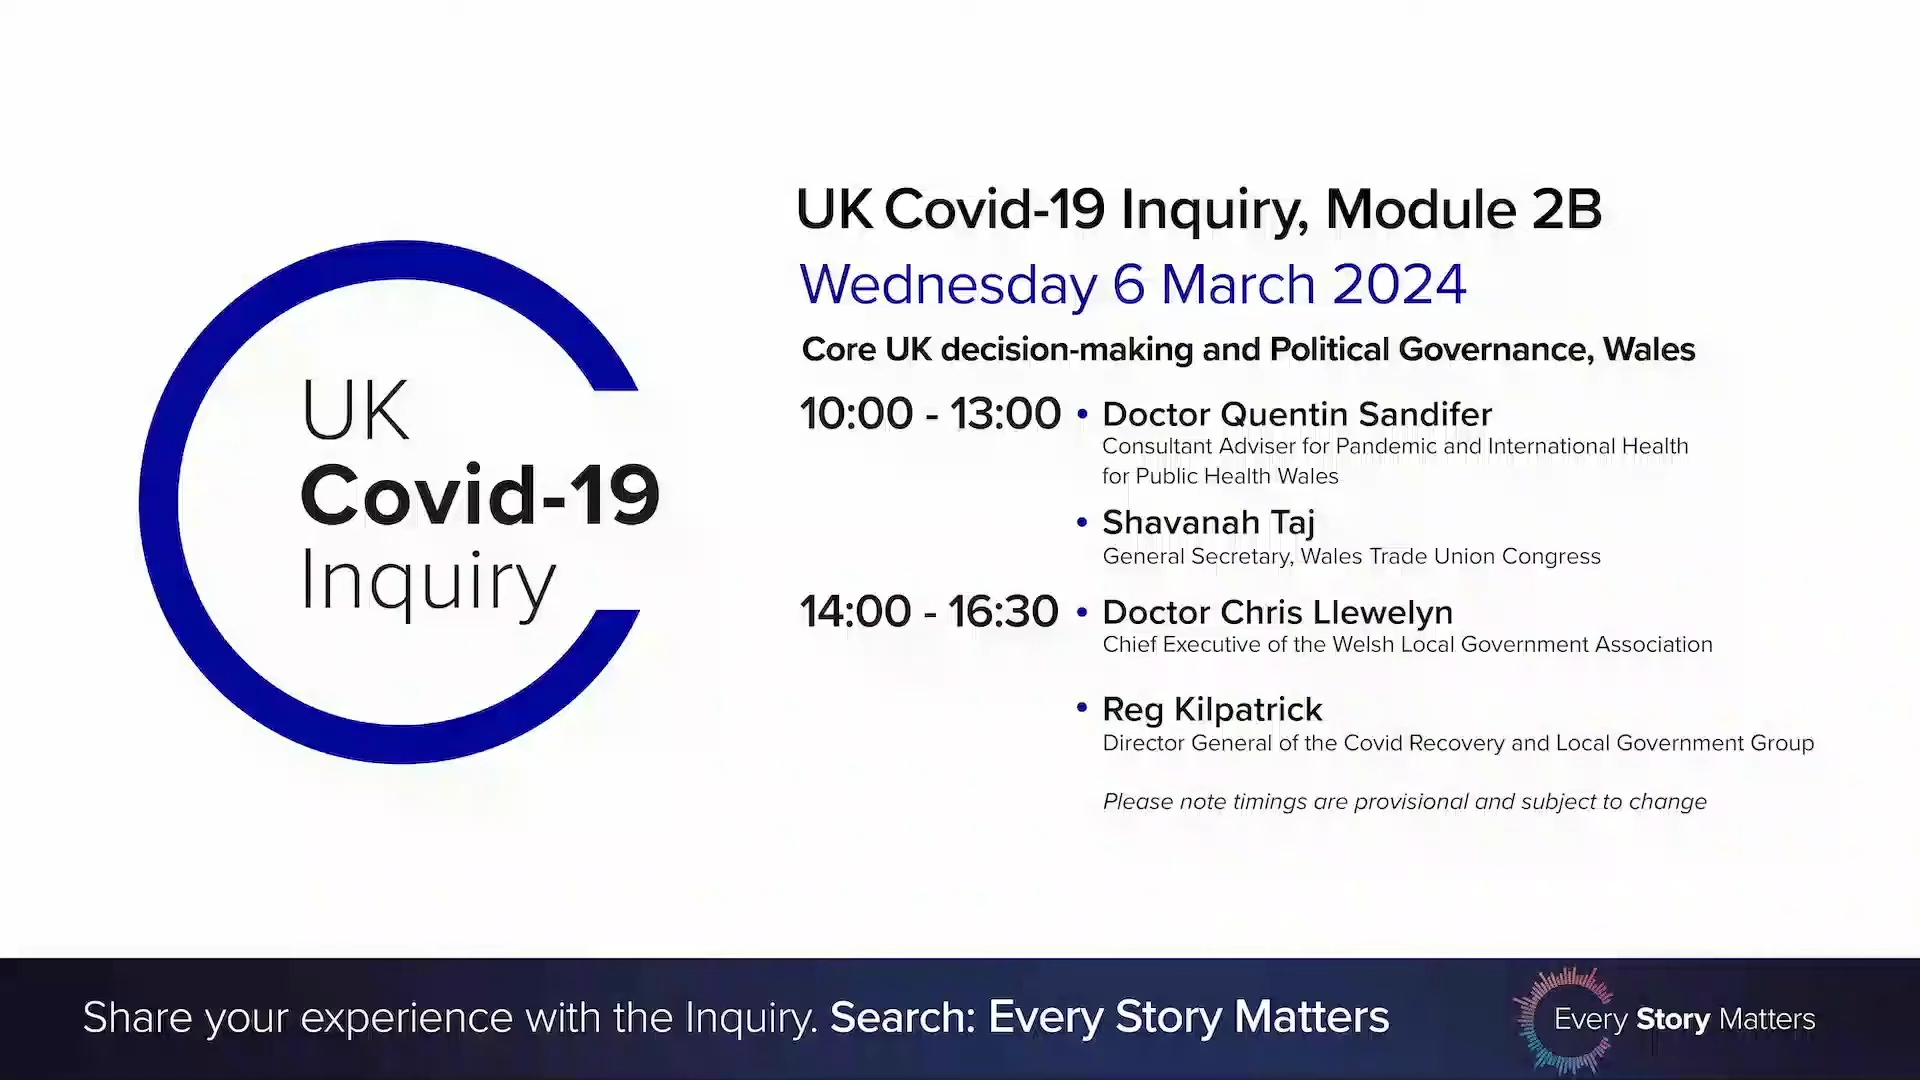 UK
Covid-19
Inquiry
UK Covid-19 Inquiry, Module 2B
Wednesday 6 March 2024
Core UK decision-making and Political Governance, Wales
10:00 - 13:00 • Doctor Quentin Sandifer
Consultant Adviser for Pandemic and International Health
for Public Health Wales
• Shavanah Taj
General Secretary, Wales Trade Union Congress
14:00 - 16:30 • Doctor Chris Llewelyn
Chief Executive of the Welsh Local Government Association
• Reg Kilpatrick
Director General of the Covid Recovery and Local Government Group
Please note timings are provisional and subject to change
Share your experience with the Inquiry. Search: Every Story Matters
Every Story Matters